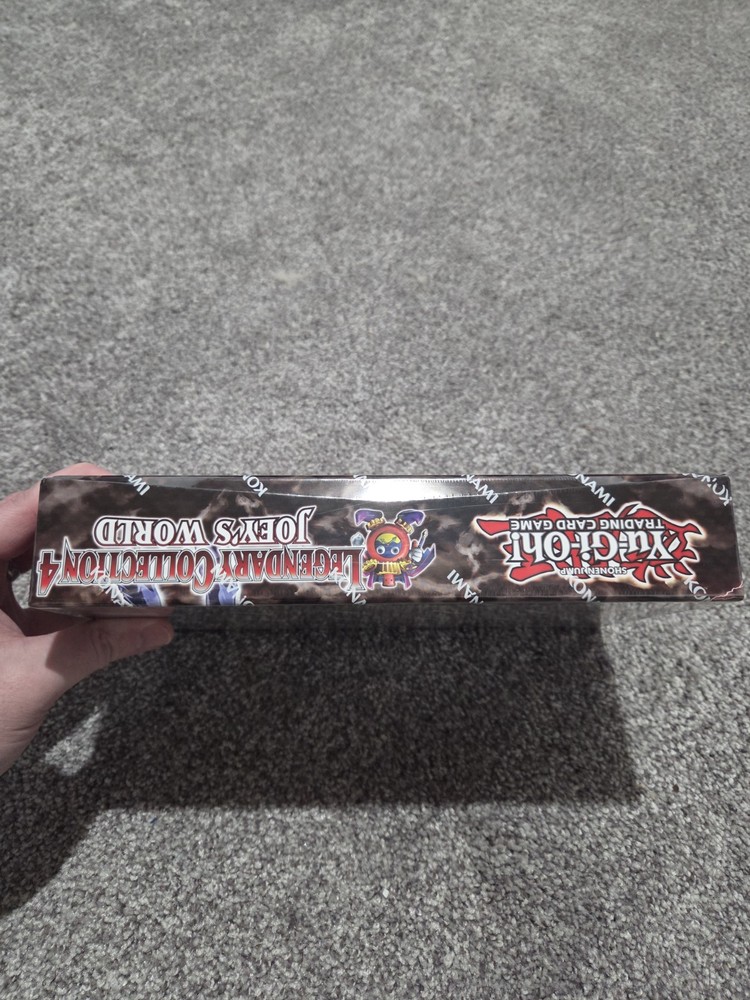 SHONEN JUMP
Yu-Gi-Oh!
TRADING CARD GAME
LEGENDARY COLLECTION 4
JOEY'S WORLD
KONAMI